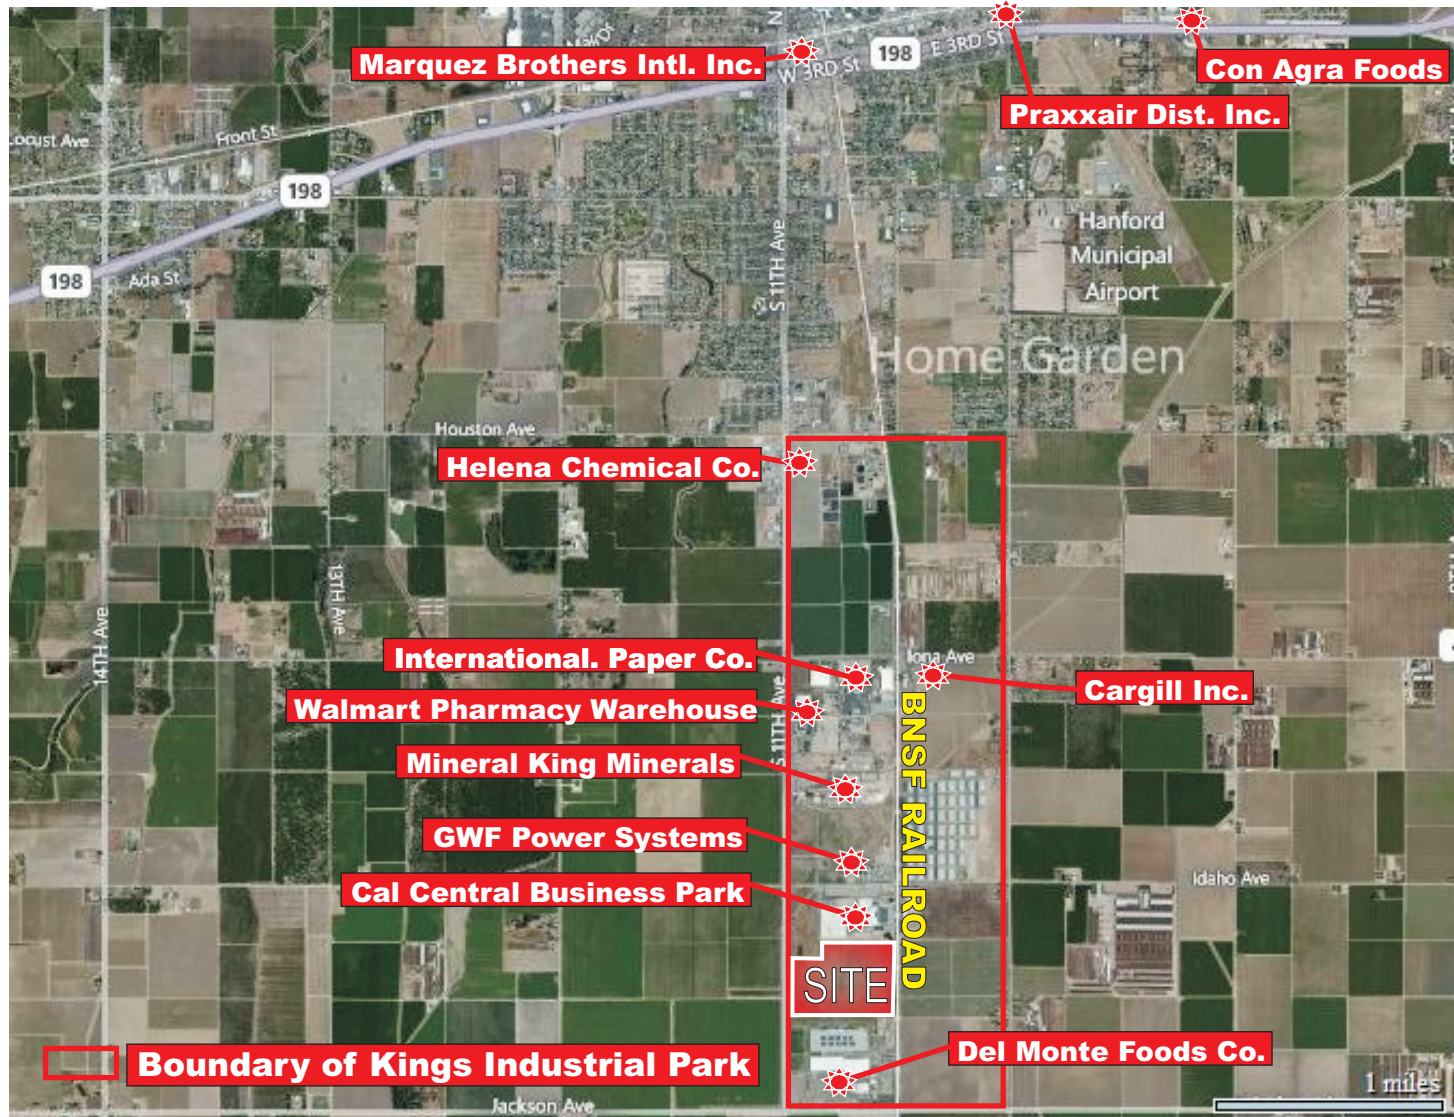 N
Marquez Brothers Intl. Inc.
W 3RD St
198
E 3RD St
Con Agra Foods
Praxxair Dist. Inc.
Locust Ave
Front St
198
198
Ada St
S 11TH Ave
Hanford
Municipal
Airport
Home Garden
Houston Ave
Helena Chemical Co.
13TH Ave
14TH Ave
International. Paper Co.
Iona Ave
Cargill Inc.
Walmart Pharmacy Warehouse
S 11TH Ave
BNSF RAILROAD
Mineral King Minerals
GWF Power Systems
Idaho Ave
Cal Central Business Park
SITE
Del Monte Foods Co.
Boundary of Kings Industrial Park
1 miles
Jackson Ave